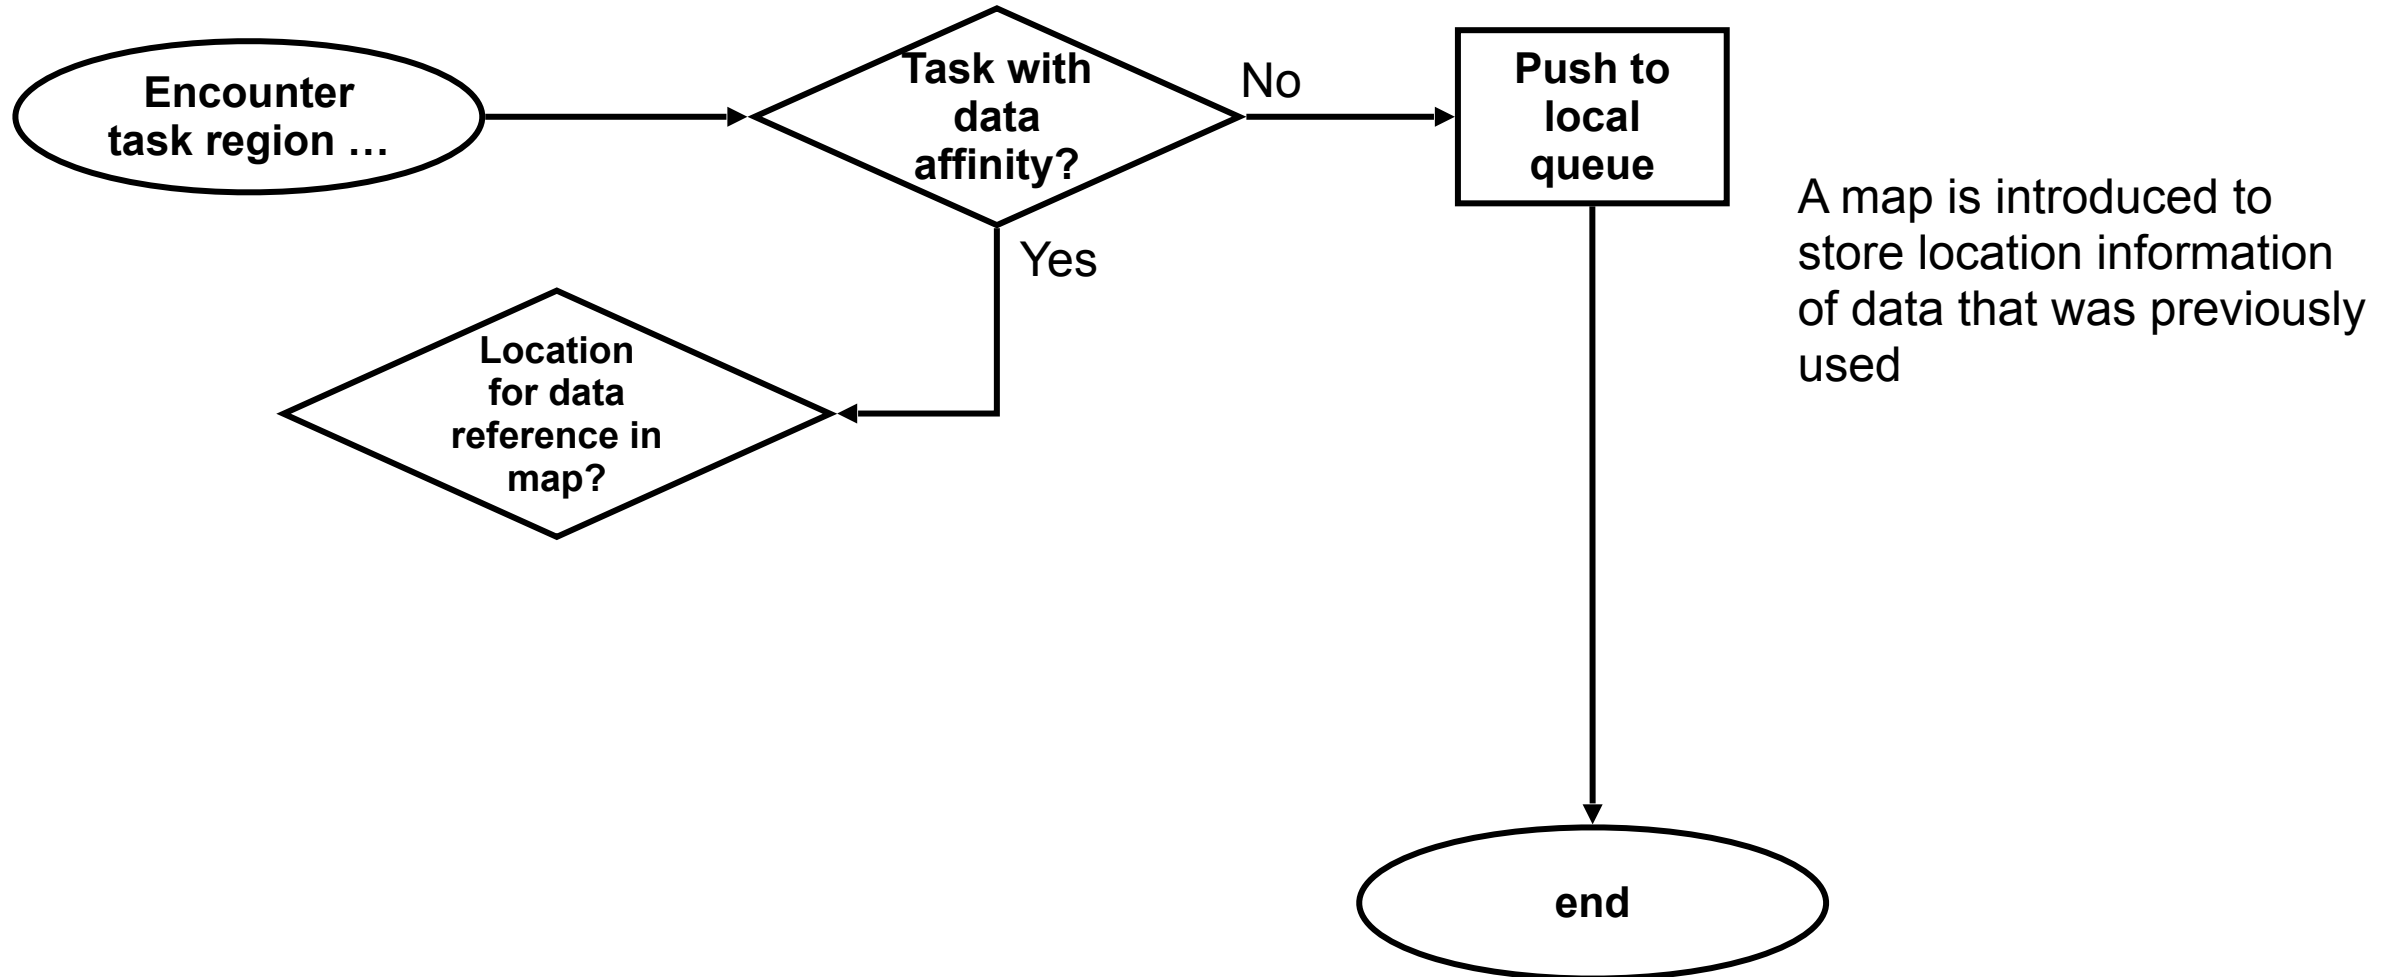 Encounter
task region …
Task with
data
affinity?
No
Push to
local
queue
Yes
A map is introduced to
store location information
of data that was previously
used
Location
for data
reference in
map?
end